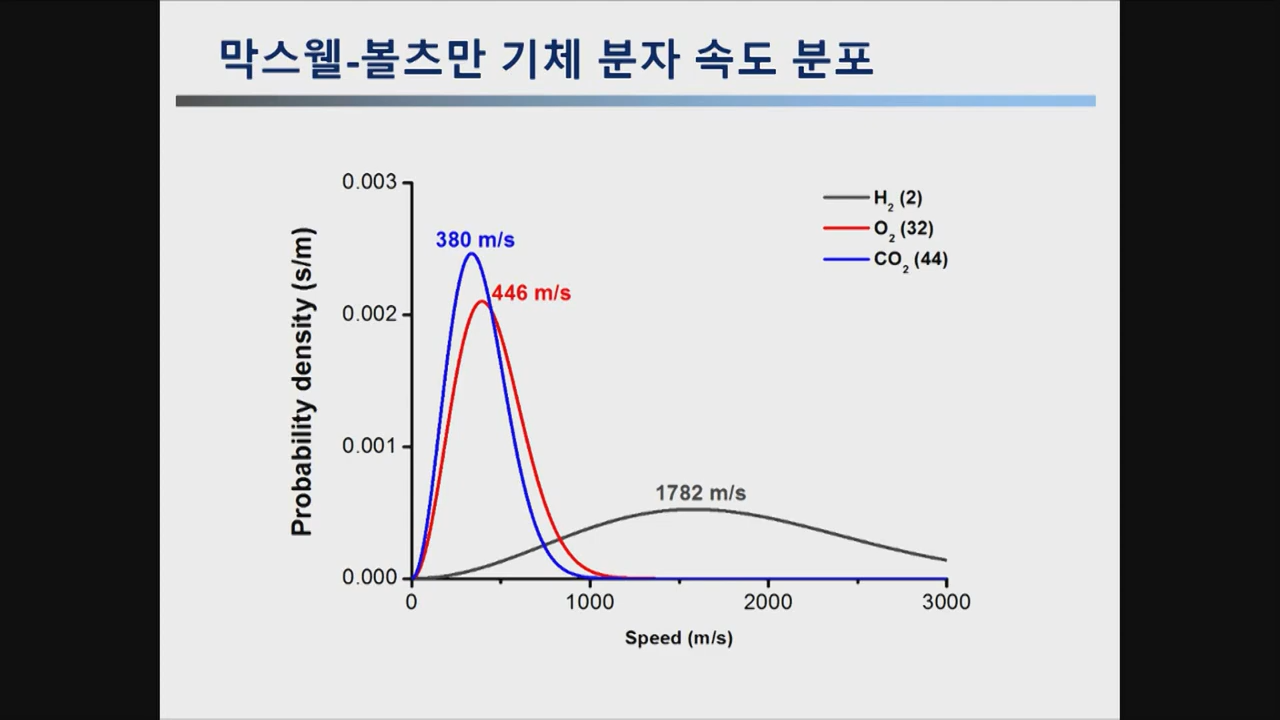 막스웰-볼츠만 기체 분자 속도 분포
0.003
H₂ (2)
O₂ (32)
CO₂ (44)
380 m/s
446 m/s
0.002
Probability density (s/m)
0.001
1782 m/s
0.000
0
1000
2000
3000
Speed (m/s)